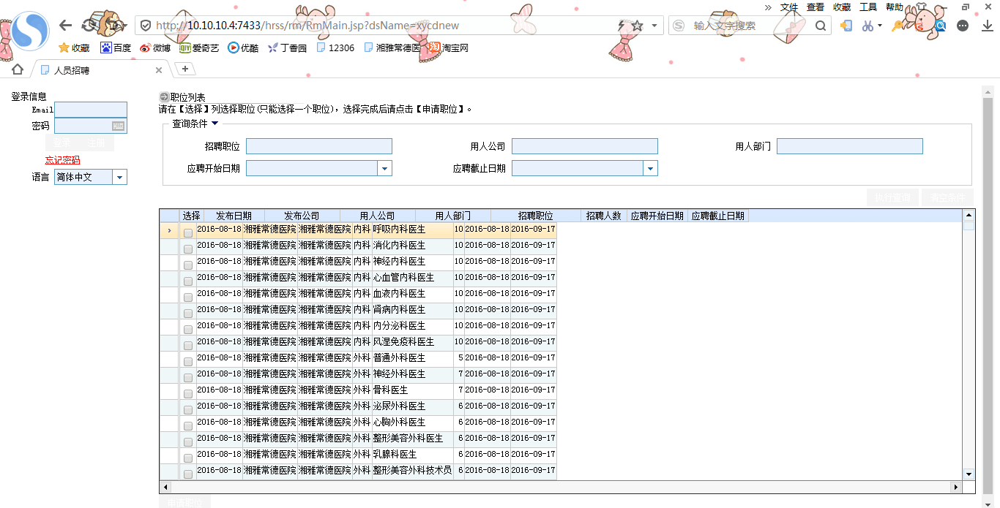 » 文件 查看 收藏 工具 帮助
http://10.10.10.4:7433/hrss/rm/RmMain.jsp?dsName=xycdnew
输入文字搜索
收藏 百度 微博 爱奇艺 优酷 丁香园 12306 湘雅常德医 淘宝网
人员招聘
登录信息
Email
密码
登录 注册
忘记密码
语言 简体中文
职位列表
请在【选择】列选择职位(只能选择一个职位)，选择完成后请点击【申请职位】。
查询条件
招聘职位 用人公司 用人部门
应聘开始日期 应聘截止日期
执行查询 清空条件
选择 发布日期 发布公司 用人公司 用人部门 招聘职位 招聘人数 应聘开始日期 应聘截止日期
2016-08-18 湘雅常德医院 湘雅常德医院 内科 呼吸内科医生 10 2016-08-18 2016-09-17
2016-08-18 湘雅常德医院 湘雅常德医院 内科 消化内科医生 10 2016-08-18 2016-09-17
2016-08-18 湘雅常德医院 湘雅常德医院 内科 神经内科医生 10 2016-08-18 2016-09-17
2016-08-18 湘雅常德医院 湘雅常德医院 内科 心血管内科医生 10 2016-08-18 2016-09-17
2016-08-18 湘雅常德医院 湘雅常德医院 内科 血液内科医生 10 2016-08-18 2016-09-17
2016-08-18 湘雅常德医院 湘雅常德医院 内科 肾病内科医生 10 2016-08-18 2016-09-17
2016-08-18 湘雅常德医院 湘雅常德医院 内科 内分泌科医生 10 2016-08-18 2016-09-17
2016-08-18 湘雅常德医院 湘雅常德医院 内科 风湿免疫科医生 10 2016-08-18 2016-09-17
2016-08-18 湘雅常德医院 湘雅常德医院 外科 普通外科医生 5 2016-08-18 2016-09-17
2016-08-18 湘雅常德医院 湘雅常德医院 外科 神经外科医生 7 2016-08-18 2016-09-17
2016-08-18 湘雅常德医院 湘雅常德医院 外科 骨科医生 7 2016-08-18 2016-09-17
2016-08-18 湘雅常德医院 湘雅常德医院 外科 泌尿外科医生 6 2016-08-18 2016-09-17
2016-08-18 湘雅常德医院 湘雅常德医院 外科 心胸外科医生 6 2016-08-18 2016-09-17
2016-08-18 湘雅常德医院 湘雅常德医院 外科 整形美容外科医生 6 2016-08-18 2016-09-17
2016-08-18 湘雅常德医院 湘雅常德医院 外科 乳腺科医生 6 2016-08-18 2016-09-17
2016-08-18 湘雅常德医院 湘雅常德医院 外科 整形美容外科技术员 6 2016-08-18 2016-09-17
申请职位